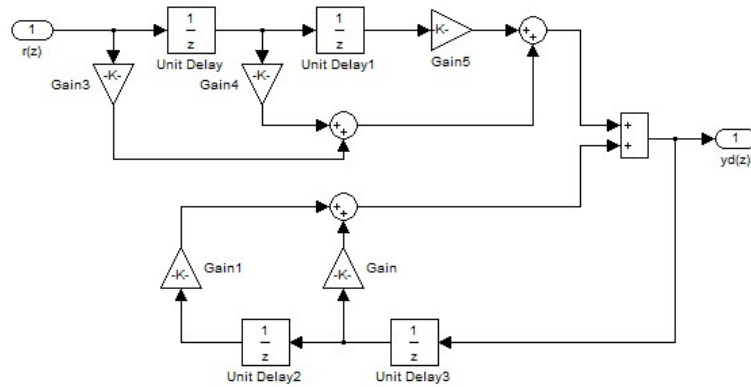 1
r(z)
1
z
Unit Delay
1
z
Unit Delay1
-K-
Gain5
+
+
-K-
Gain3
-K-
Gain4
+
+
+
+
1
yd(z)
+
+
-K-
Gain1
-K-
Gain
1
z
Unit Delay2
1
z
Unit Delay3